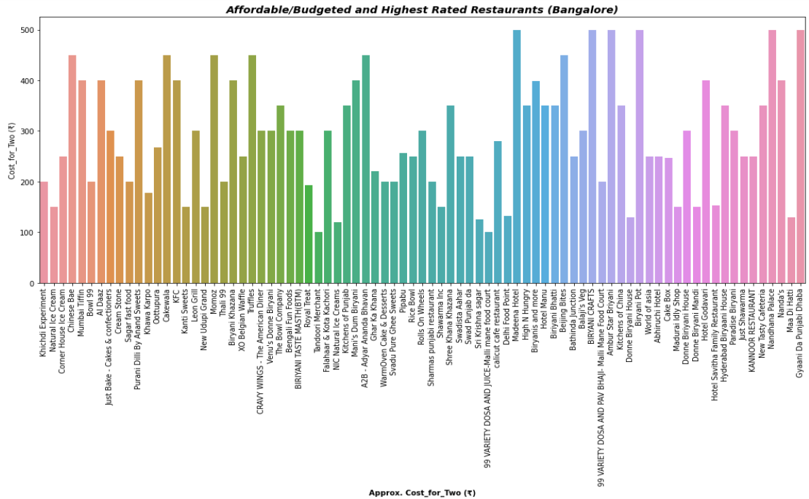 Affordable/Budgeted and Highest Rated Restaurants (Bangalore)
500
400
300
200
100
0
Cost_for_Two (₹)
Khichdi Experiment
Natural Ice Cream
Corner House Ice Cream
Chinese Bae
Mumbai Tiffin
Bowl 99
Al Daaz
Just Bake - Cakes & confectioners
Cream Stone
Sagar fast food
Purani Dilli By Anand Sweets
Khawa Karpo
Ootupura
Cakewala
KFC
Kanti Sweets
Leon Grill
New Udupi Grand
Momoz
Thali 99
Biryani Khazana
XO Belgian Waffle
Truffles
CRAVY WINGS - The American Diner
Venu's Donne Biryani
The Bowl Company
Bengali Fun Foods
BIRIYANI TASTE MANTHRI(BTM)
Royal Treat
Tandoori Merchant
Falahaar & Kota Kachori
NIC Natural Ice Creams
Kitchens of Punjab
Mani's Dum Biryani
A2B - Adyar Ananda Bhavan
Ghar Ka Khana
WarmOven Cake & Desserts
Svadu Pure Ghee Sweets
Pipabu
Rice Bowl
Rolls On Wheels
Sharmas punjabi restaurant
Shawarma Inc
Shree Khana Khazana
Swadista Aahar
Swad Punjab da
Sri Krishna sagar
99 VARIETY DOSA AND JUICE-Malli mane food court
calicut cafe restaurant
Delhi Food Point
Madeena Hotel
High N Hungry
Biryani and more
Hotel Manu
Biriyani Bhatti
Beijing Bites
Bathinda Junction
Balaji's Veg
BIRIYANI CRAFTS
99 VARIETY DOSA AND PAV BHAJI- Malli Mane Food Court
Ambur Star Briyani
Kitchens of China
Donne Biryani House
Biryani Pot
World of asia
Abhiruchi Hotel
Cake Box
Madurai Idly Shop
Donne Biriyani House
Donne Biryani Mandi
Hotel Godavari
Hotel Savitha Family Restaurant
Hyderabad Biryaani House
Paradise Biryani
Just Shawarma
KANNOOR RESTAURANT
New Tasty Cafeteria
Nandhana Palace
Nanda's
Maa Di Hatti
Gyaani Da Punjabi Dhaba
Approx. Cost_for_Two (₹)